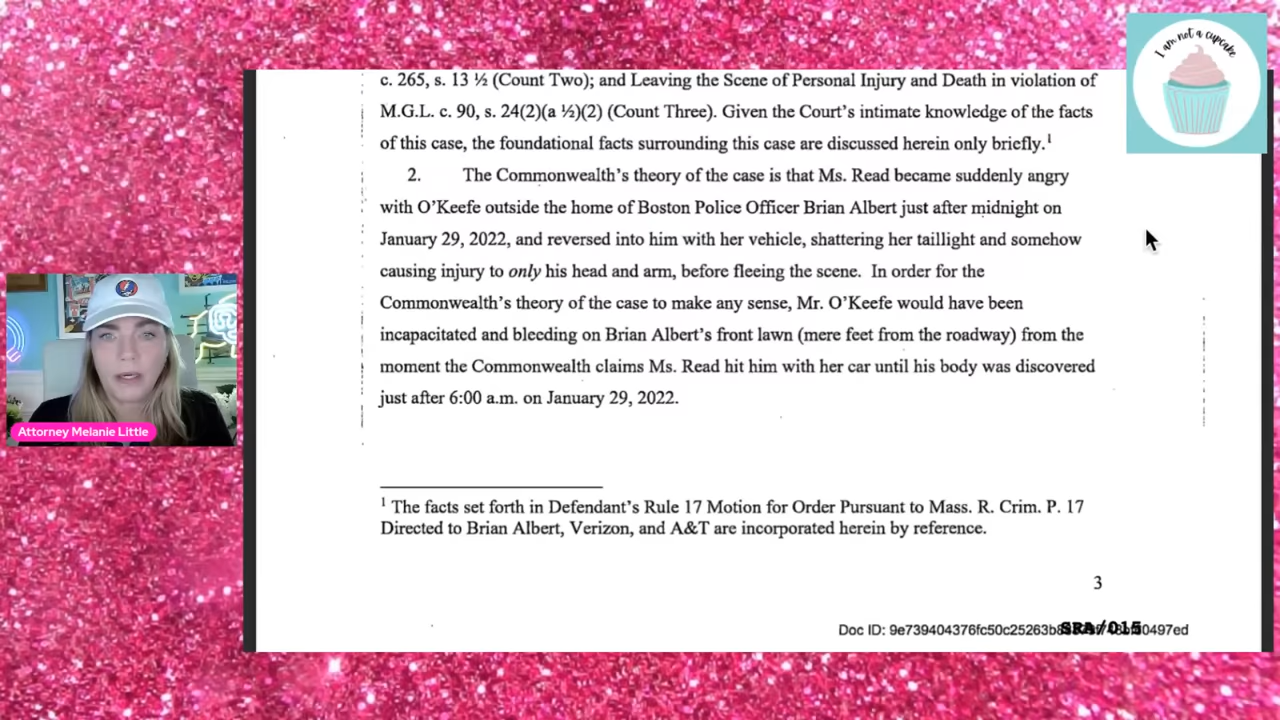 I am not a cupcake
c. 265, s. 13 ½ (Count Two); and Leaving the Scene of Personal Injury and Death in violation of
M.G.L. c. 90, s. 24(2)(a ½)(2) (Count Three). Given the Court's intimate knowledge of the facts
of this case, the foundational facts surrounding this case are discussed herein only briefly.¹
2. The Commonwealth's theory of the case is that Ms. Read became suddenly angry
with O'Keefe outside the home of Boston Police Officer Brian Albert just after midnight on
January 29, 2022, and reversed into him with her vehicle, shattering her taillight and somehow
causing injury to only his head and arm, before fleeing the scene. In order for the
Commonwealth's theory of the case to make any sense, Mr. O'Keefe would have been
incapacitated and bleeding on Brian Albert's front lawn (mere feet from the roadway) from the
moment the Commonwealth claims Ms. Read hit him with her car until his body was discovered
just after 6:00 a.m. on January 29, 2022.
Attorney Melanie Little
¹ The facts set forth in Defendant's Rule 17 Motion for Order Pursuant to Mass. R. Crim. P. 17
Directed to Brian Albert, Verizon, and A&T are incorporated herein by reference.
3
Doc ID: SRA/015